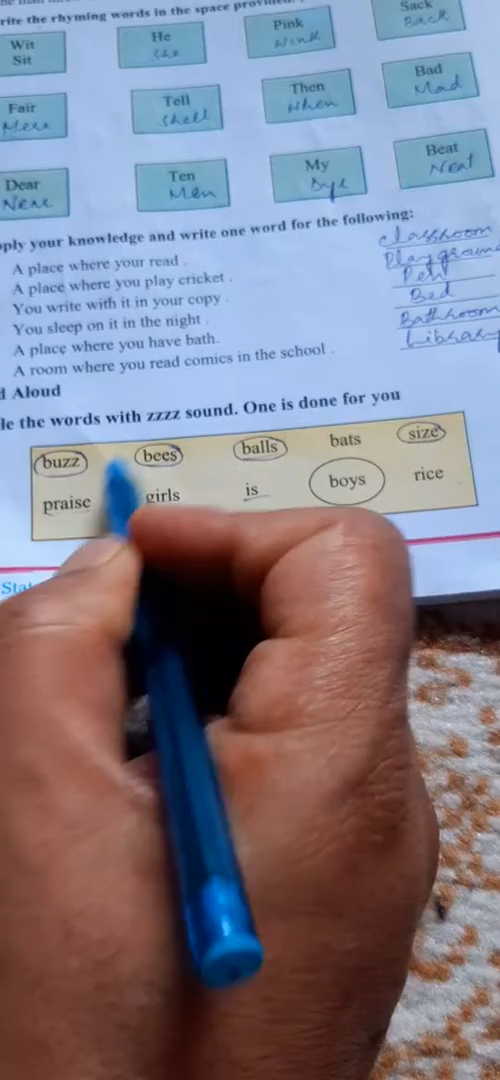 rite the rhyming words in the space provided.
Wit He Pink Sack
Sit She Wink Back
Fair Tell Then Bad
Mere Shell When Mad
Dear Ten My Beat
Near Men Dye Neat
pply your knowledge and write one word for the following:
A place where your read . classroom
A place where you play cricket . Playgroun
You write with it in your copy . Pen
You sleep on it in the night . Bed
A place where you have bath. Bathroom
A room where you read comics in the school . Library
d Aloud
le the words with zzzz sound. One is done for you
buzz bees balls bats size
praise girls is boys rice
Stat